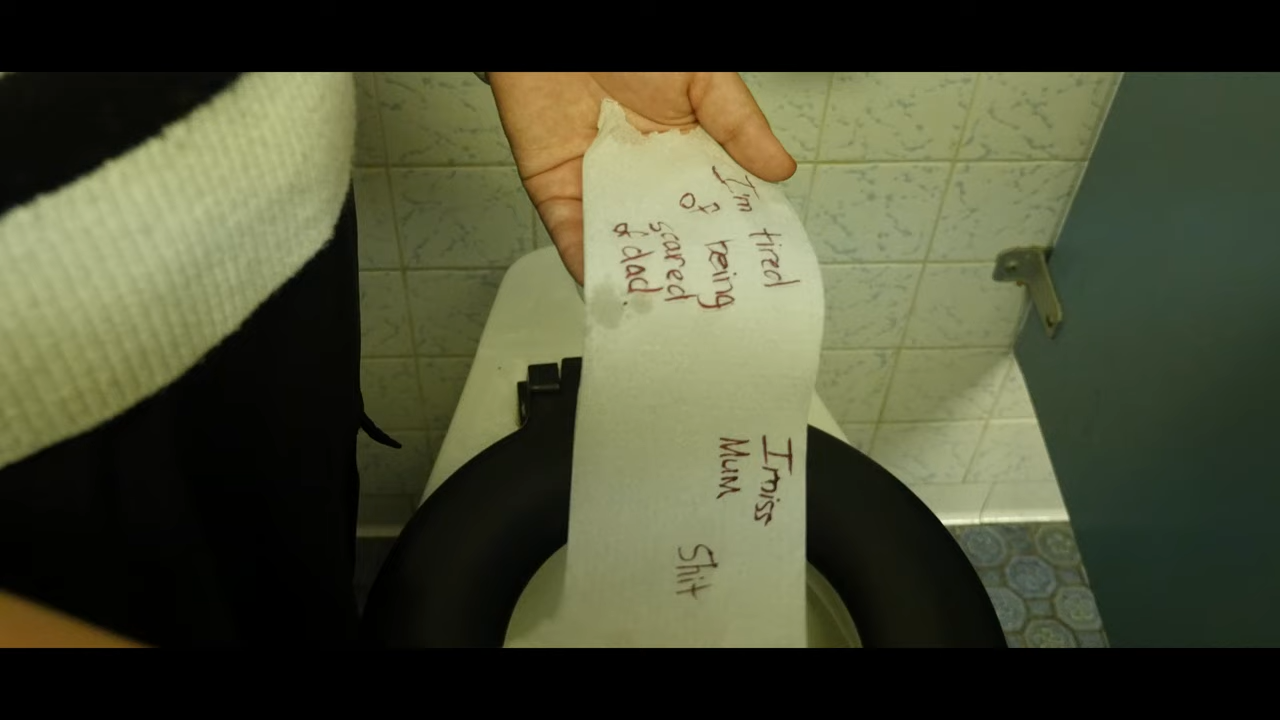 I'm tired
of being
scared
of dad.
I miss
Mum
Shit